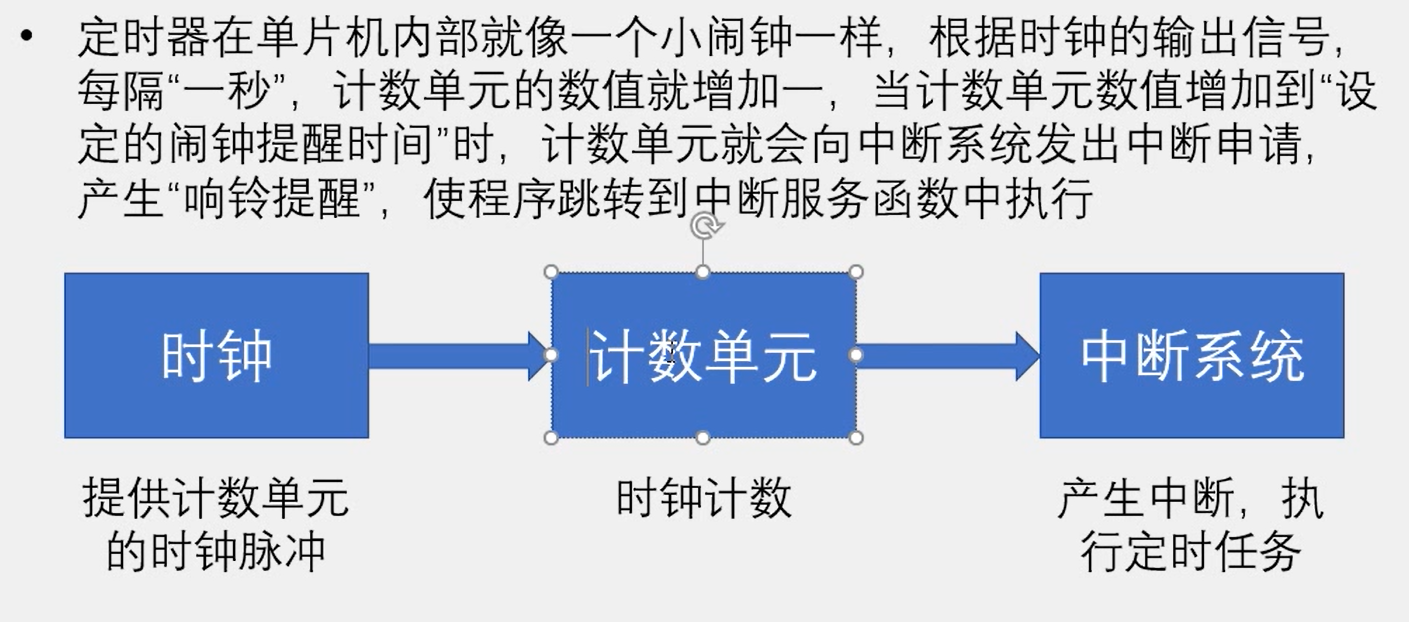 • 定时器在单片机内部就像一个小闹钟一样，根据时钟的输出信号，
每隔“一秒”，计数单元的数值就增加一，当计数单元数值增加到“设
定的闹钟提醒时间”时，计数单元就会向中断系统发出中断申请，
产生“响铃提醒”，使程序跳转到中断服务函数中执行
时钟
计数单元
中断系统
提供计数单元
的时钟脉冲
时钟计数
产生中断，执
行定时任务